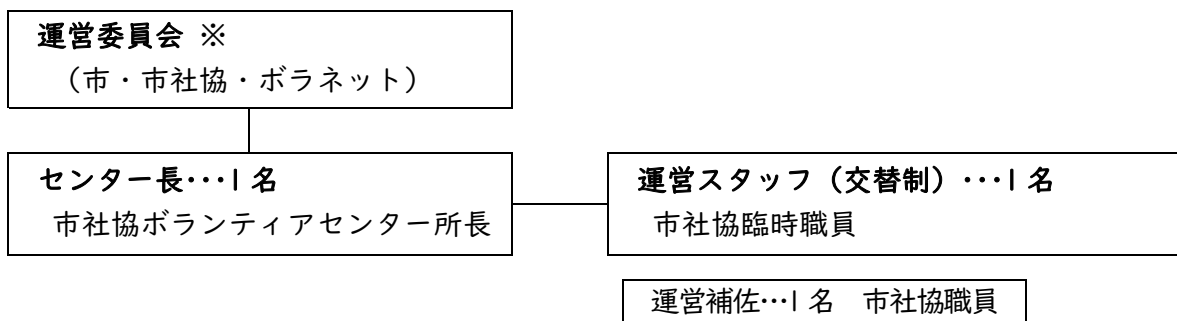 運営委員会 ※
（市・市社協・ボラネット）
センター長･･･1 名
市社協ボランティアセンター所長
運営スタッフ（交替制）･･･1 名
市社協臨時職員
運営補佐･･･1 名　市社協職員